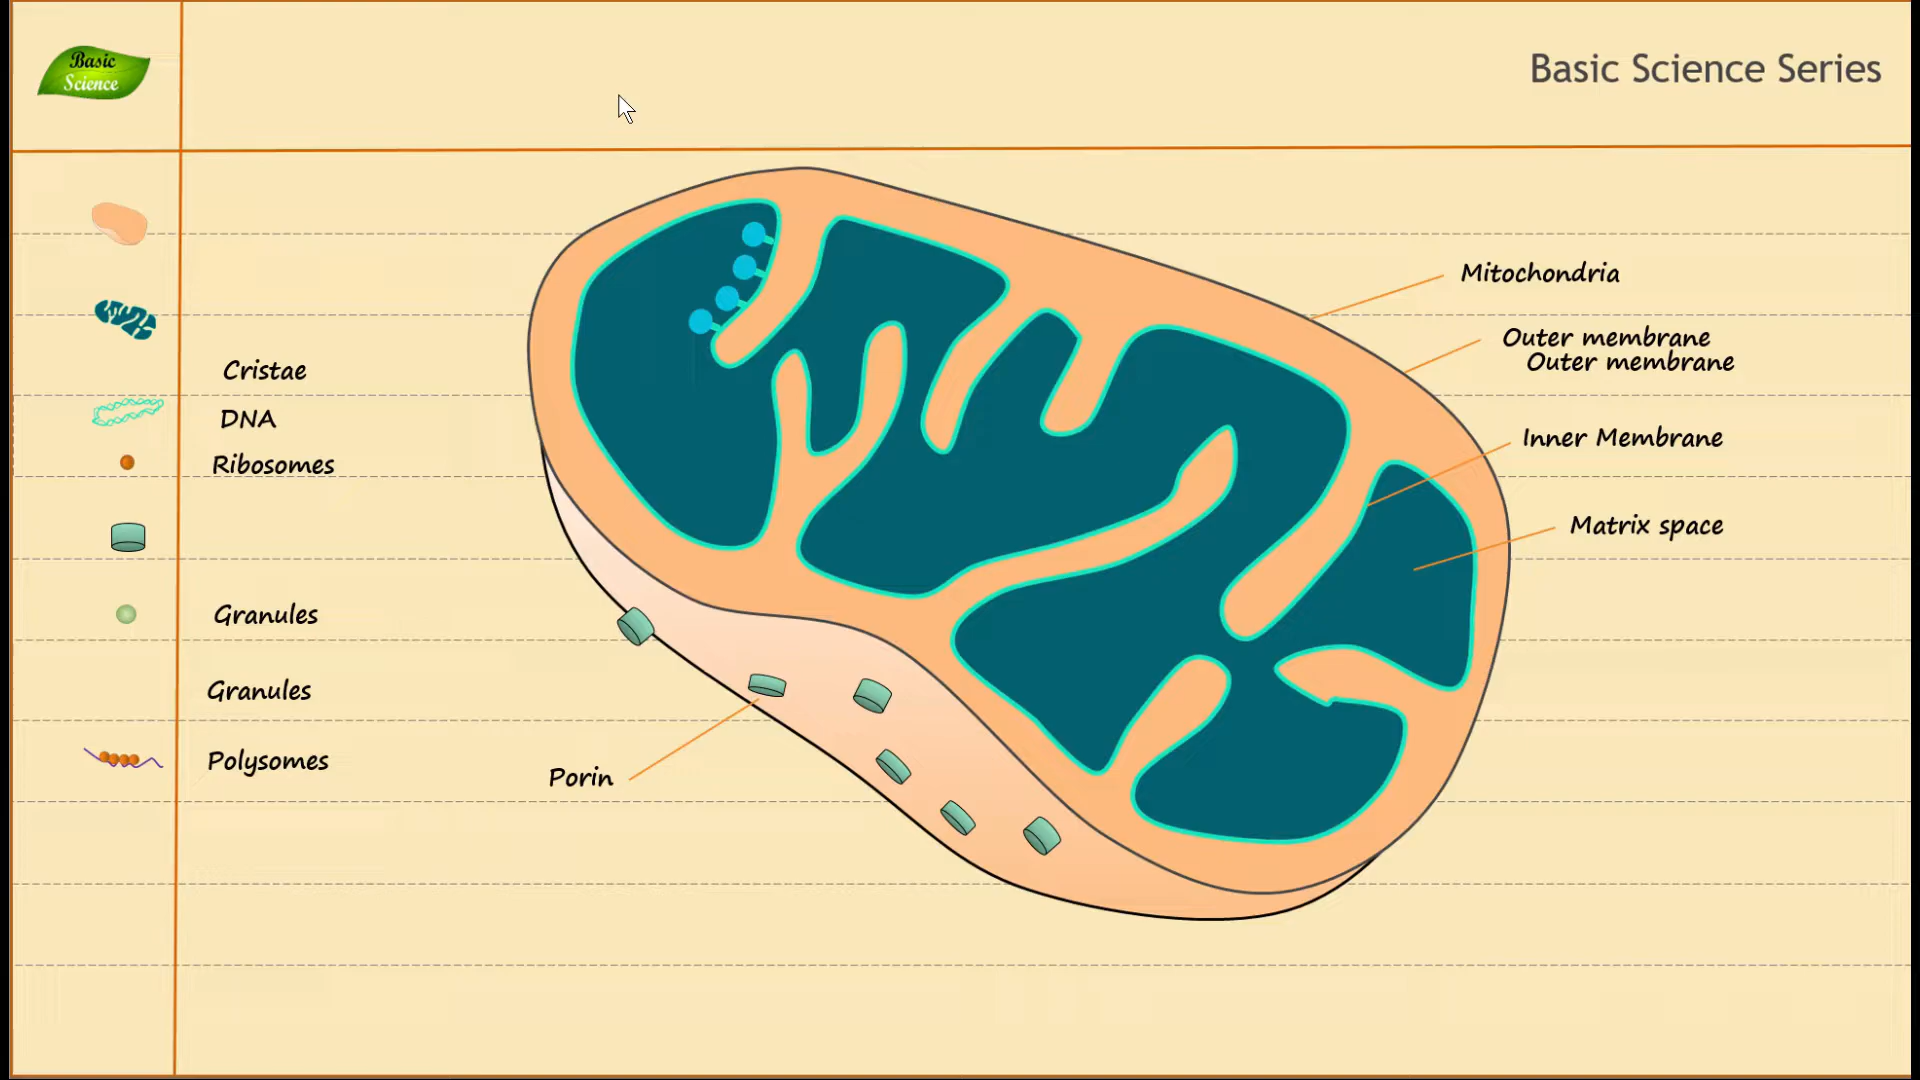 Basic
Science
Basic Science Series
Mitochondria
Outer membrane
Outer membrane
Cristae
DNA
Inner Membrane
Ribosomes
Matrix space
Granules
Granules
Polysomes
Porin